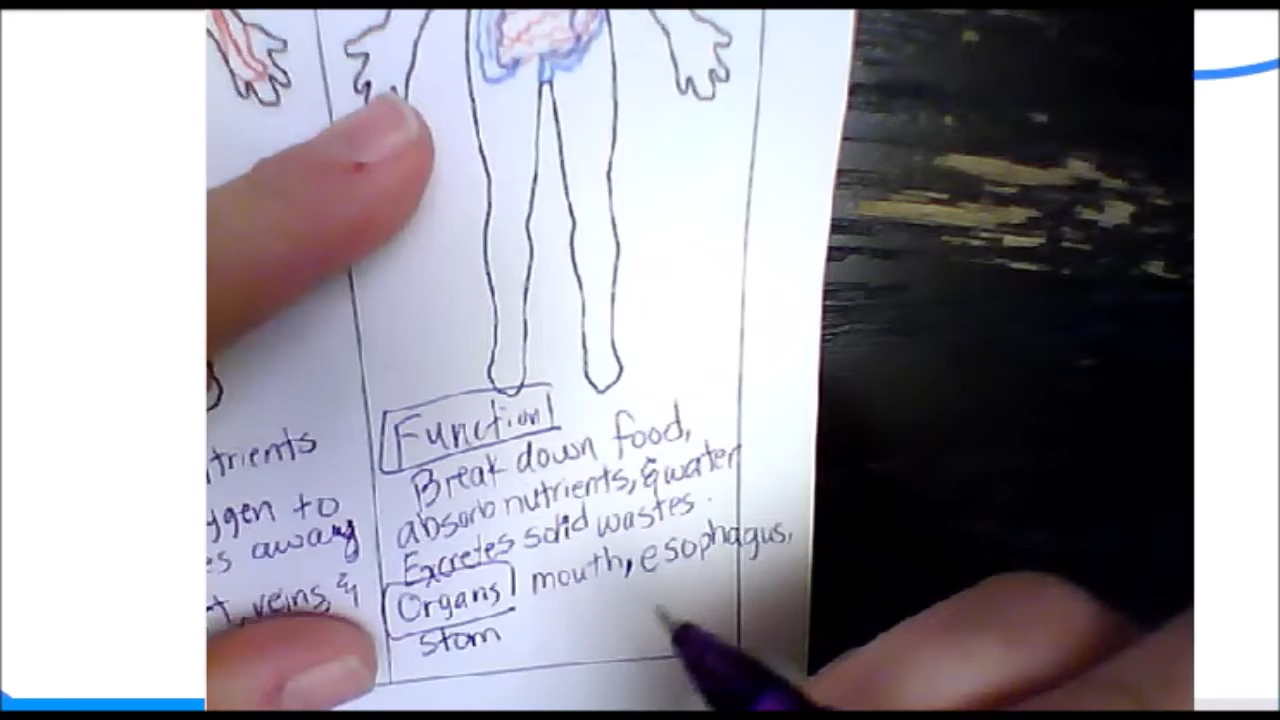 trients
ygen to
es away
t, veins, &
Function
Break down food,
absorb nutrients, & water
Excretes solid wastes.
Organs mouth, esophagus,
stom